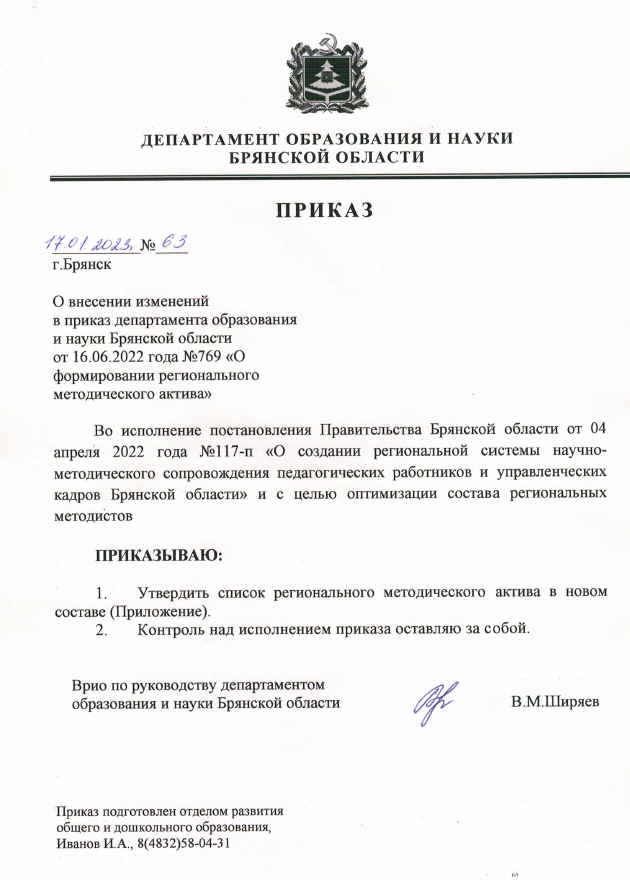 ДЕПАРТАМЕНТ ОБРАЗОВАНИЯ И НАУКИ
БРЯНСКОЙ ОБЛАСТИ
ПРИКАЗ
17.01.2023г. № 63
г.Брянск
О внесении изменений
в приказ департамента образования
и науки Брянской области
от 16.06.2022 года №769 «О
формировании регионального
методического актива»
Во исполнение постановления Правительства Брянской области от 04
апреля 2022 года №117-п «О создании региональной системы научно-
методического сопровождения педагогических работников и управленческих
кадров Брянской области» и с целью оптимизации состава региональных
методистов
ПРИКАЗЫВАЮ:
1. Утвердить список регионального методического актива в новом
составе (Приложение).
2. Контроль над исполнением приказа оставляю за собой.
Врио по руководству департаментом
образования и науки Брянской области В.М.Ширяев
Приказ подготовлен отделом развития
общего и дошкольного образования,
Иванов И.А., 8(4832)58-04-31